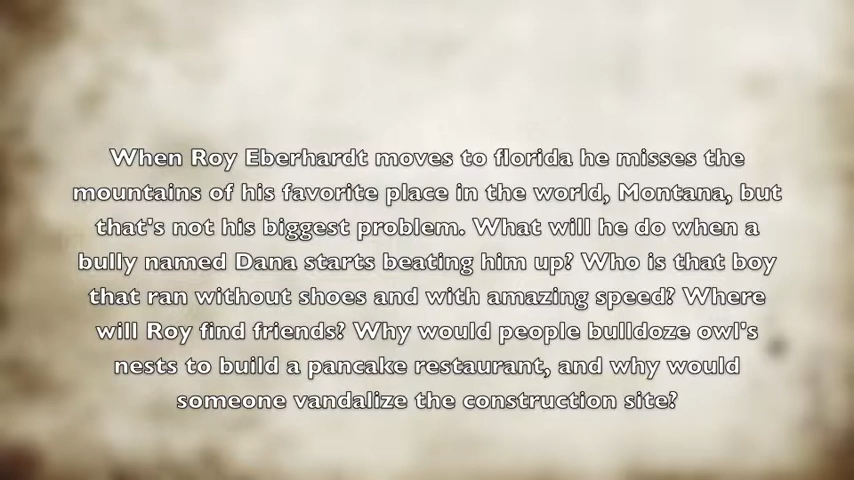 When Roy Eberhardt moves to florida he misses the
mountains of his favorite place in the world, Montana, but
that's not his biggest problem. What will he do when a
bully named Dana starts beating him up? Who is that boy
that ran without shoes and with amazing speed? Where
will Roy find friends? Why would people bulldoze owl's
nests to build a pancake restaurant, and why would
someone vandalize the construction site?